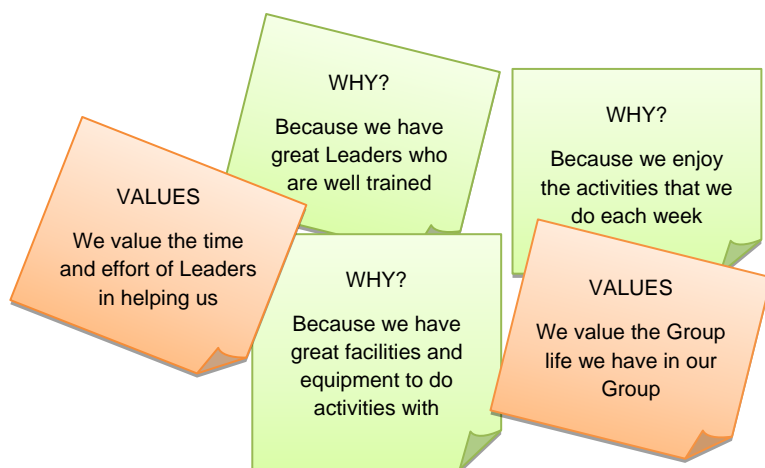 WHY?
Because we have
great Leaders who
are well trained
WHY?
Because we enjoy
the activities that we
do each week
VALUES
We value the time
and effort of Leaders
in helping us
WHY?
Because we have
great facilities and
equipment to do
activities with
VALUES
We value the Group
life we have in our
Group